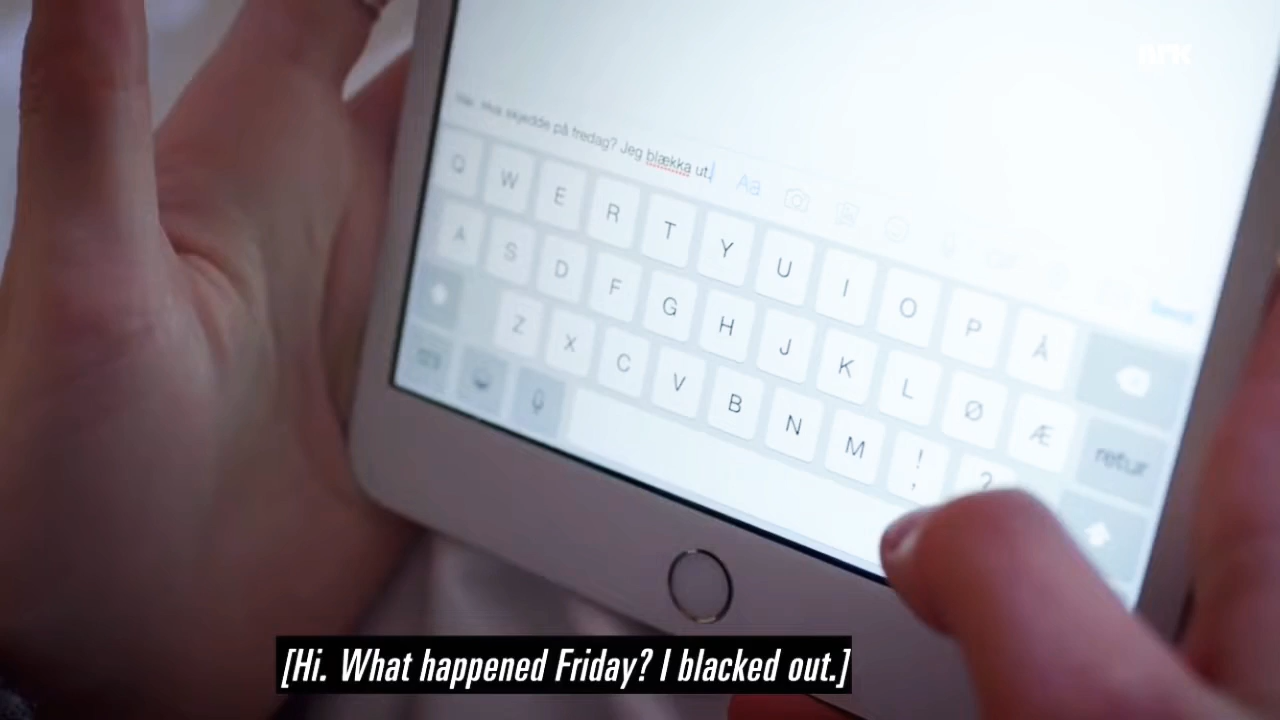 nrk
Hva skjedde på fredag? Jeg blækka ut.
Aa
Q W E R T Y U I O P Å
A S D F G H J K L Ø Æ retur
Z X C V B N M ! , ?
[Hi. What happened Friday? I blacked out.]